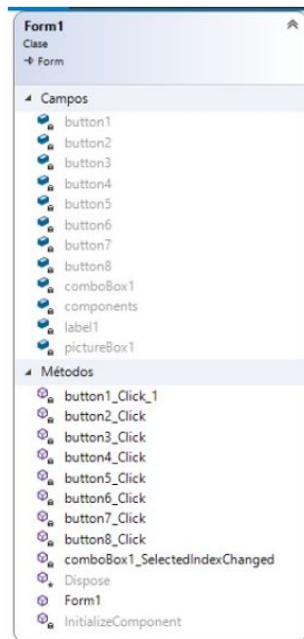 Form1
Clase
Form
Campos
button1
button2
button3
button4
button5
button6
button7
button8
comboBox1
components
label1
pictureBox1
Métodos
button1_Click_1
button2_Click
button3_Click
button4_Click
button5_Click
button6_Click
button7_Click
button8_Click
comboBox1_SelectedIndexChanged
Dispose
Form1
InitializeComponent